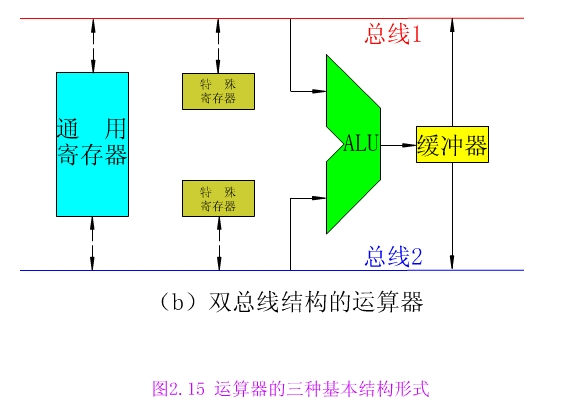 总线1
特 殊
寄存器
通 用
寄存器
ALU
缓冲器
特 殊
寄存器
总线2
（b）双总线结构的运算器
图2.15 运算器的三种基本结构形式